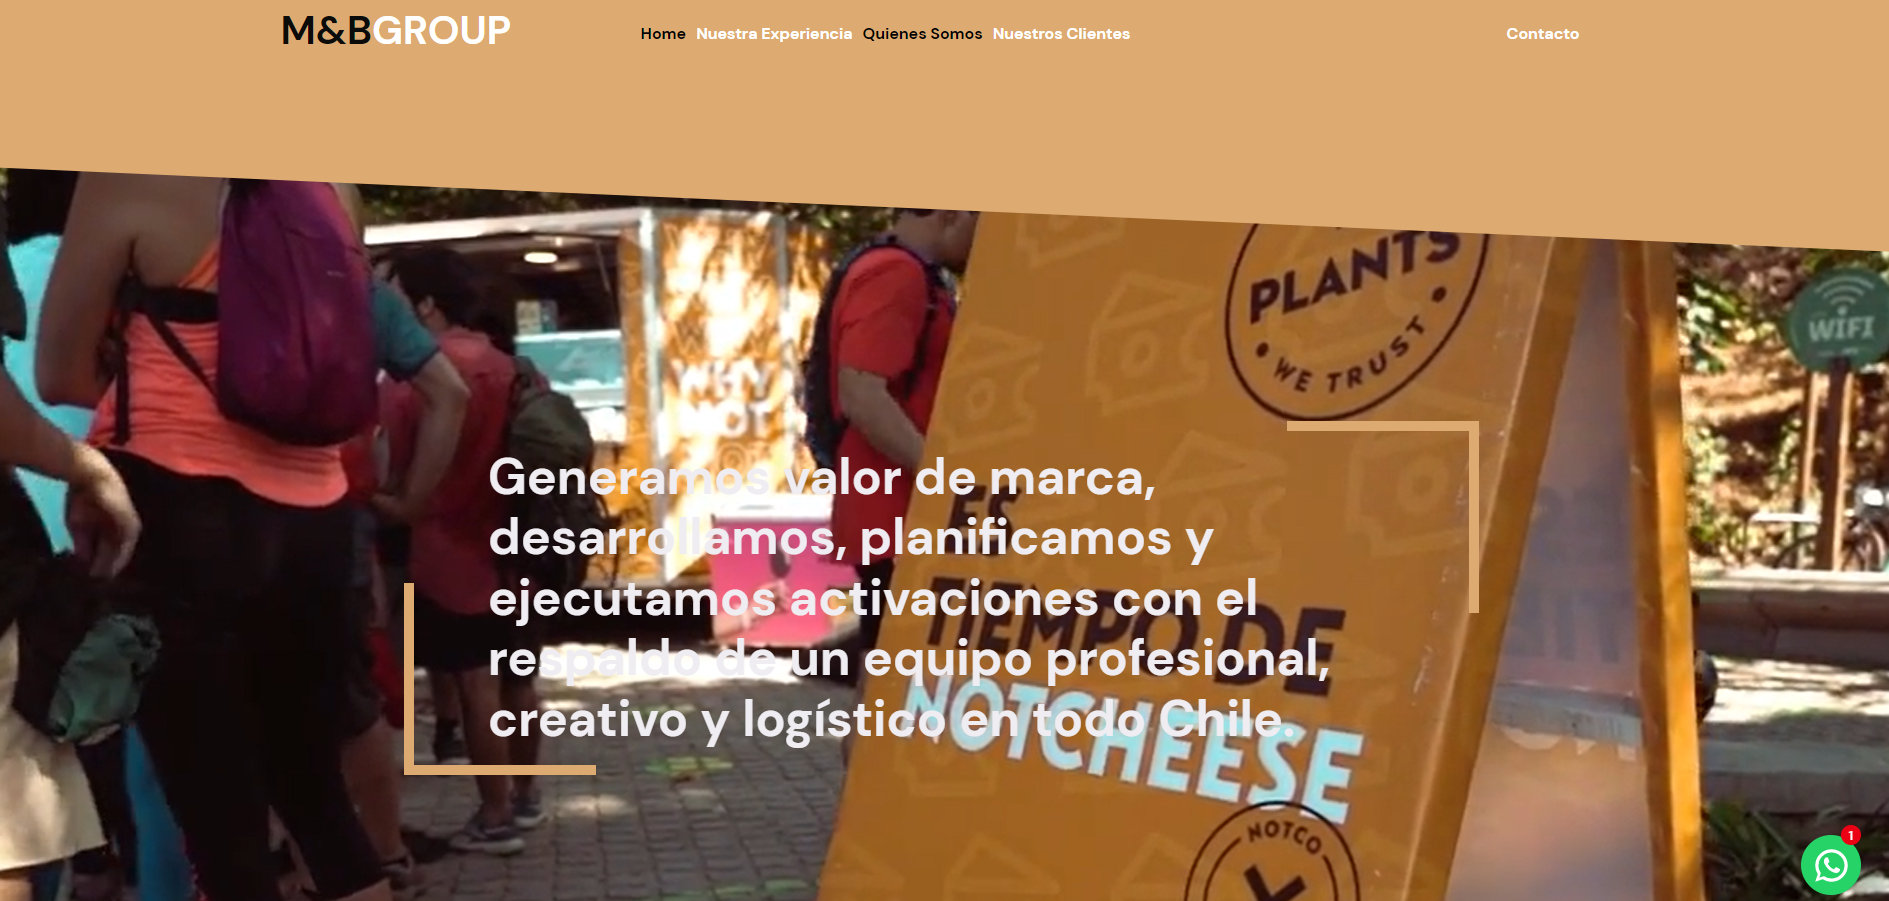 M&BGROUP
Home Nuestra Experiencia Quienes Somos Nuestros Clientes
Contacto
PLANTS
WE TRUST
WIFI
WHY
NOT
Generamos valor de marca,
desarrollamos, planificamos y
ejecutamos activaciones con el
respaldo de un equipo profesional,
creativo y logístico en todo Chile.
ES
TIEMPO DE
NOTCHEESE
NOTCO
1